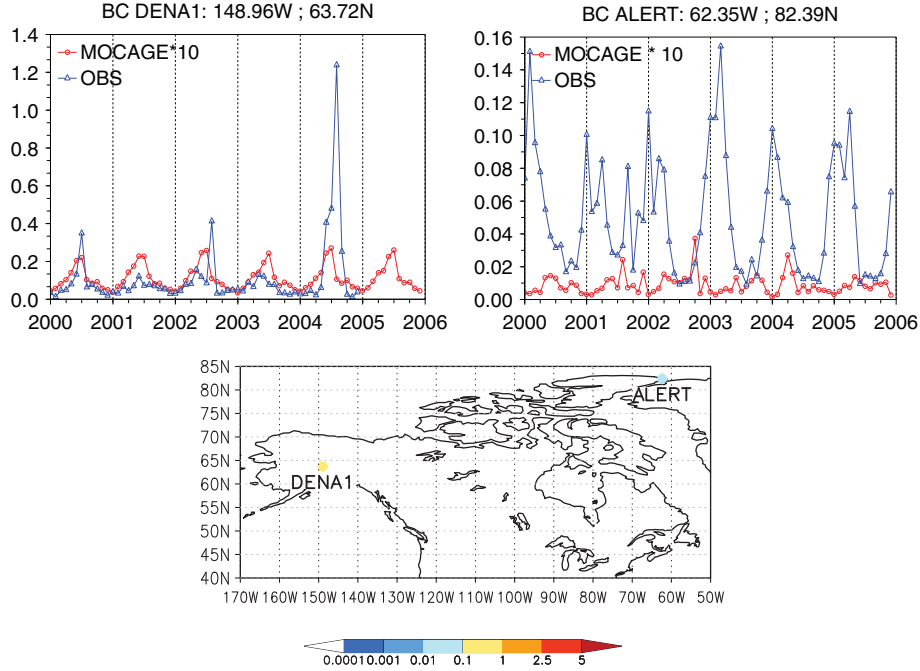 BC DENA1: 148.96W ; 63.72N
1.4
1.2
1.0
0.8
0.6
0.4
0.2
0.0
MOCAGE*10
OBS
2000 2001 2002 2003 2004 2005 2006
BC ALERT: 62.35W ; 82.39N
0.16
0.14
0.12
0.10
0.08
0.06
0.04
0.02
0.00
MOCAGE * 10
OBS
2000 2001 2002 2003 2004 2005 2006
85N
80N
75N
70N
65N
60N
55N
50N
45N
40N
ALERT
DENA1
170W 160W 150W 140W 130W 120W 110W 100W 90W 80W 70W 60W 50W
0.0001 0.001 0.01 0.1 1 2.5 5